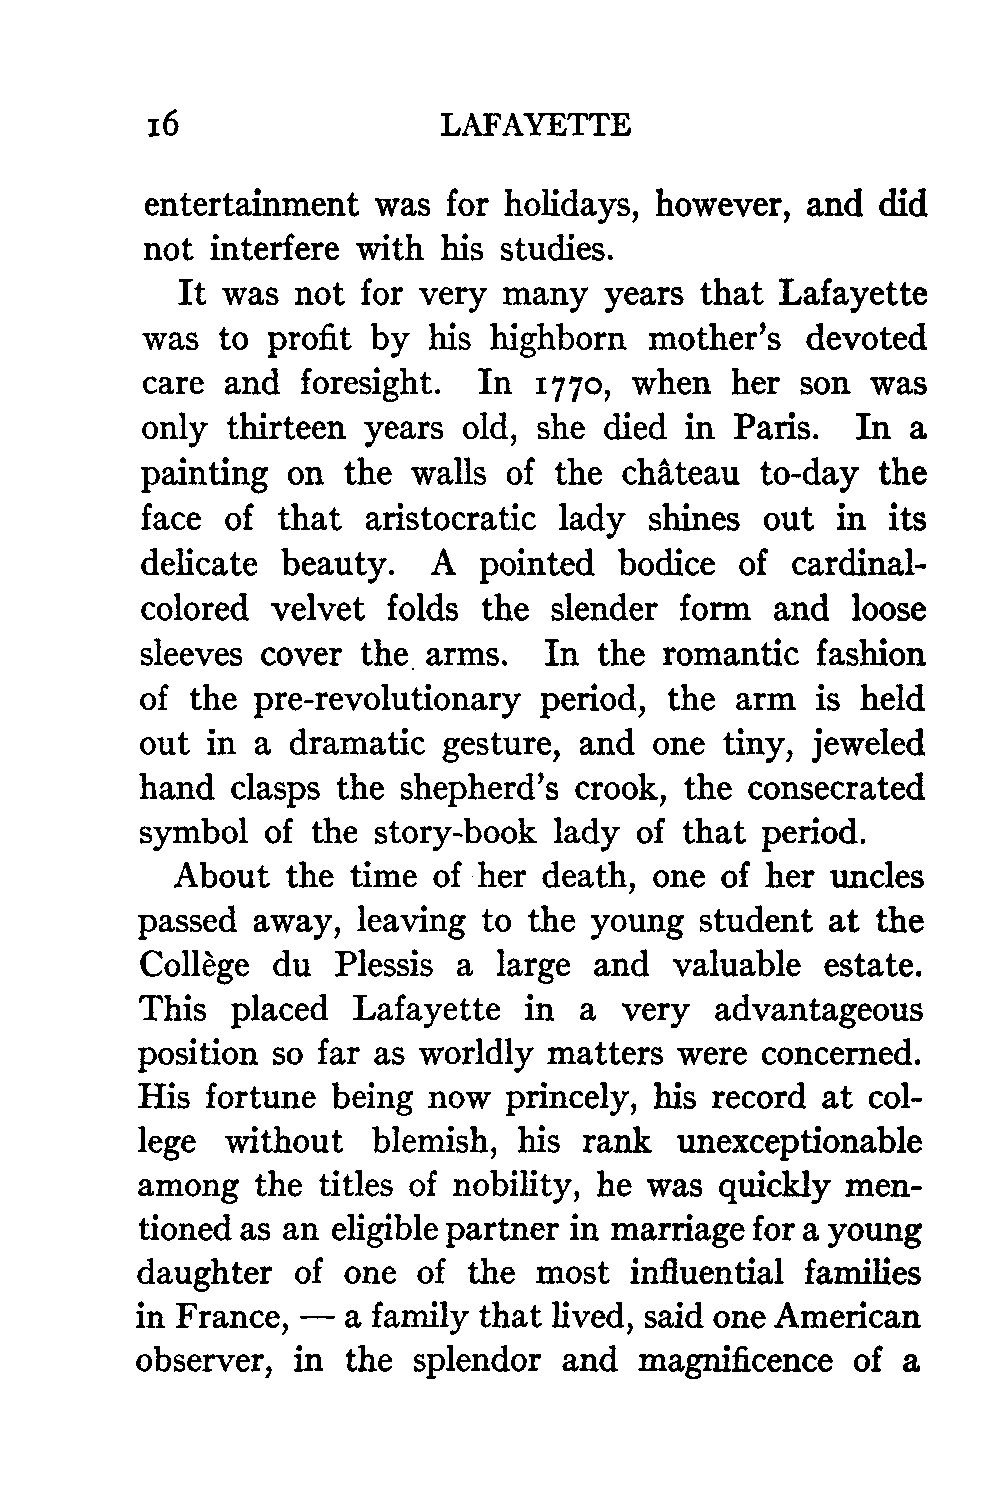 16 LAFAYETTE
entertainment was for holidays, however, and did
not interfere with his studies.
It was not for very many years that Lafayette
was to profit by his highborn mother's devoted
care and foresight. In 1770, when her son was
only thirteen years old, she died in Paris. In a
painting on the walls of the château to-day the
face of that aristocratic lady shines out in its
delicate beauty. A pointed bodice of cardinal-
colored velvet folds the slender form and loose
sleeves cover the arms. In the romantic fashion
of the pre-revolutionary period, the arm is held
out in a dramatic gesture, and one tiny, jeweled
hand clasps the shepherd's crook, the consecrated
symbol of the story-book lady of that period.
About the time of her death, one of her uncles
passed away, leaving to the young student at the
Collège du Plessis a large and valuable estate.
This placed Lafayette in a very advantageous
position so far as worldly matters were concerned.
His fortune being now princely, his record at col-
lege without blemish, his rank unexceptionable
among the titles of nobility, he was quickly men-
tioned as an eligible partner in marriage for a young
daughter of one of the most influential families
in France, — a family that lived, said one American
observer, in the splendor and magnificence of a